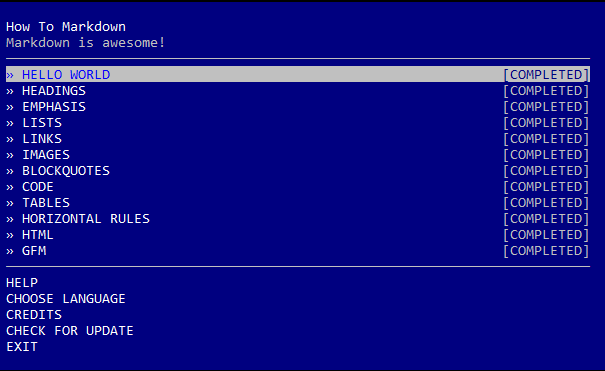 How To Markdown
Markdown is awesome!
» HELLO WORLD [COMPLETED]
» HEADINGS [COMPLETED]
» EMPHASIS [COMPLETED]
» LISTS [COMPLETED]
» LINKS [COMPLETED]
» IMAGES [COMPLETED]
» BLOCKQUOTES [COMPLETED]
» CODE [COMPLETED]
» TABLES [COMPLETED]
» HORIZONTAL RULES [COMPLETED]
» HTML [COMPLETED]
» GFM [COMPLETED]
HELP
CHOOSE LANGUAGE
CREDITS
CHECK FOR UPDATE
EXIT